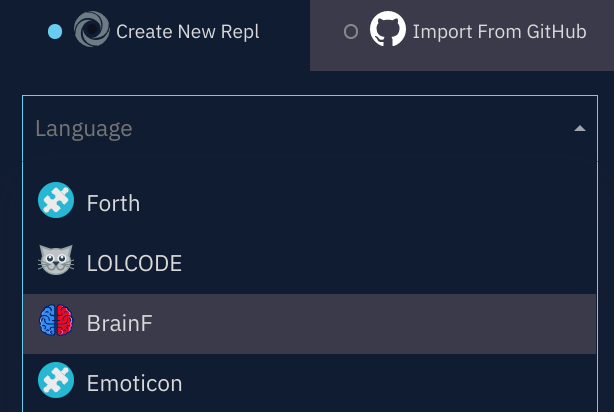 Create New Repl
Import From GitHub
Language
Forth
LOLCODE
BrainF
Emoticon